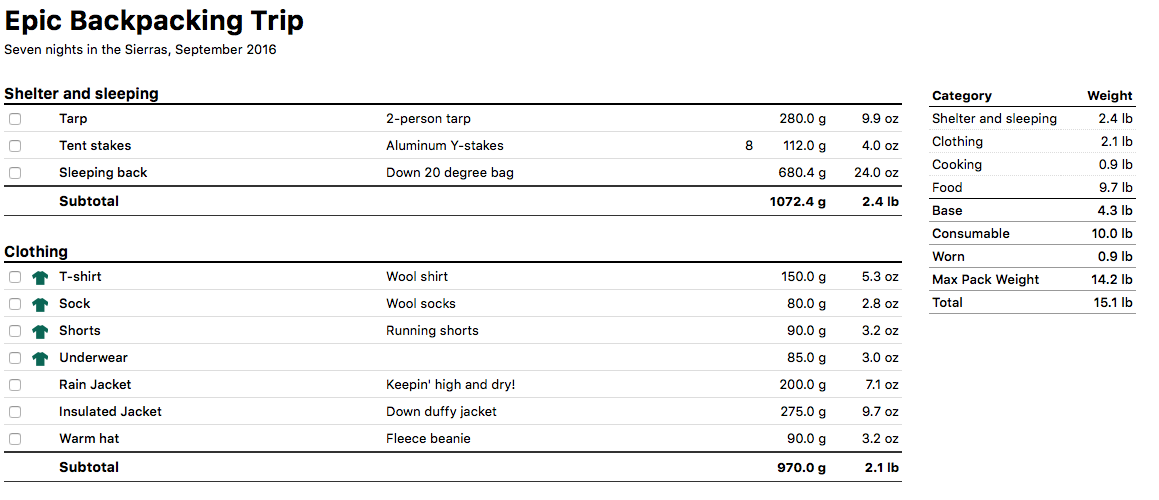 Epic Backpacking Trip
Seven nights in the Sierras, September 2016
Shelter and sleeping
Tarp 2-person tarp 280.0 g 9.9 oz
Tent stakes Aluminum Y-stakes 8 112.0 g 4.0 oz
Sleeping back Down 20 degree bag 680.4 g 24.0 oz
Subtotal 1072.4 g 2.4 lb
Clothing
T-shirt Wool shirt 150.0 g 5.3 oz
Sock Wool socks 80.0 g 2.8 oz
Shorts Running shorts 90.0 g 3.2 oz
Underwear 85.0 g 3.0 oz
Rain Jacket Keepin' high and dry! 200.0 g 7.1 oz
Insulated Jacket Down duffy jacket 275.0 g 9.7 oz
Warm hat Fleece beanie 90.0 g 3.2 oz
Subtotal 970.0 g 2.1 lb
Category Weight
Shelter and sleeping 2.4 lb
Clothing 2.1 lb
Cooking 0.9 lb
Food 9.7 lb
Base 4.3 lb
Consumable 10.0 lb
Worn 0.9 lb
Max Pack Weight 14.2 lb
Total 15.1 lb